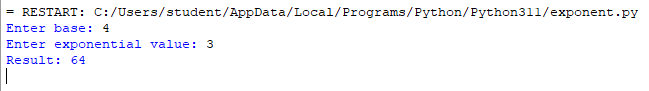 = RESTART: C:/Users/student/AppData/Local/Programs/Python/Python311/exponent.py
Enter base: 4
Enter exponential value: 3
Result: 64